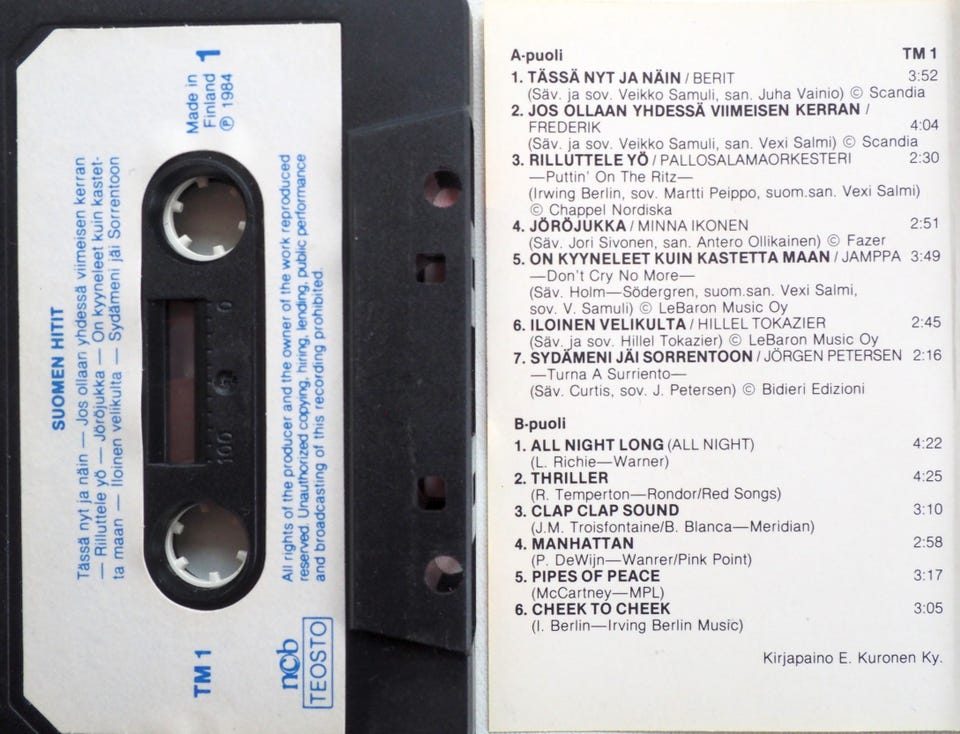 SUOMEN HITIT
Tässä nyt ja näin — Jos ollaan yhdessä viimeisen kerran
— Rilluttele yö — Jöröjukka — On kyyneleet kuin kastet-
ta maan — Iloinen velikulta — Sydämeni jäi Sorrentoon
Made in
Finland
℗ 1984
1
0
100
All rights of the producer and the owner of the work reproduced
reserved. Unauthorized copying, hiring, lending, public performance
and broadcasting of this recording prohibited.
TM 1
ncb
TEOSTO
A-puoli TM 1
1. TÄSSÄ NYT JA NÄIN / BERIT 3:52
(Säv. ja sov. Veikko Samuli, san. Juha Vainio) © Scandia
2. JOS OLLAAN YHDESSÄ VIIMEISEN KERRAN /
FREDERIK 4:04
(Säv. ja sov. Veikko Samuli, san. Vexi Salmi) © Scandia
3. RILLUTTELE YÖ / PALLOSALAMAORKESTERI 2:30
—Puttin' On The Ritz—
(Irwing Berlin, sov. Martti Peippo, suom.san. Vexi Salmi)
© Chappel Nordiska
4. JÖRÖJUKKA / MINNA IKONEN 2:51
(Säv. Jori Sivonen, san. Antero Ollikainen) © Fazer
5. ON KYYNELEET KUIN KASTETTA MAAN / JAMPPA 3:49
—Don't Cry No More—
(Säv. Holm—Södergren, suom.san. Vexi Salmi,
sov. V. Samuli) © LeBaron Music Oy
6. ILOINEN VELIKULTA / HILLEL TOKAZIER 2:45
(Säv. ja sov. Hillel Tokazier) © LeBaron Music Oy
7. SYDÄMENI JÄI SORRENTOON / JÖRGEN PETERSEN 2:16
—Turna A Surriento—
(Säv. Curtis, sov. J. Petersen) © Bidieri Edizioni
B-puoli
1. ALL NIGHT LONG (ALL NIGHT) 4:22
(L. Richie—Warner)
2. THRILLER 4:25
(R. Temperton—Rondor/Red Songs)
3. CLAP CLAP SOUND 3:10
(J.M. Troisfontaine/B. Blanca—Meridian)
4. MANHATTAN 2:58
(P. DeWijn—Wanrer/Pink Point)
5. PIPES OF PEACE 3:17
(McCartney—MPL)
6. CHEEK TO CHEEK 3:05
(I. Berlin—Irving Berlin Music)
Kirjapaino E. Kuronen Ky.